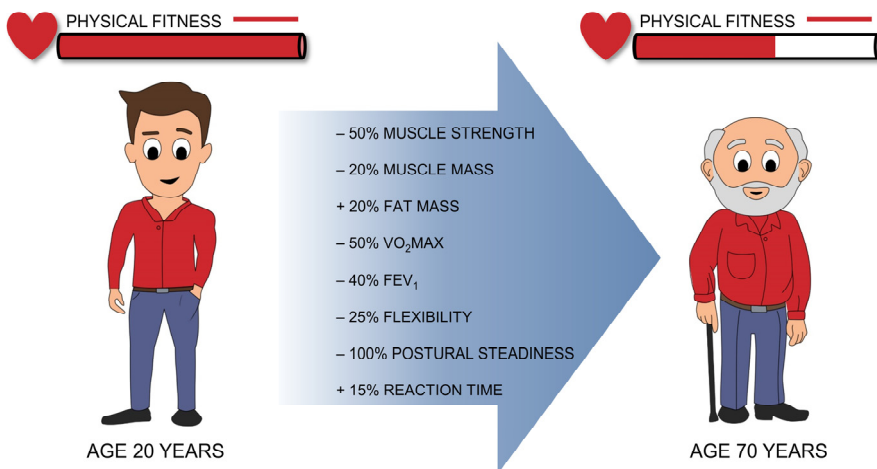 PHYSICAL FITNESS
PHYSICAL FITNESS
– 50% MUSCLE STRENGTH
– 20% MUSCLE MASS
+ 20% FAT MASS
– 50% VO₂MAX
– 40% FEV₁
– 25% FLEXIBILITY
– 100% POSTURAL STEADINESS
+ 15% REACTION TIME
AGE 20 YEARS
AGE 70 YEARS